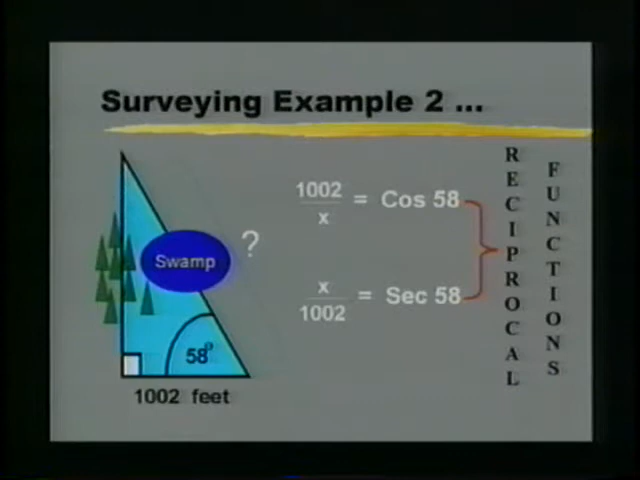 Surveying Example 2 ...
1002
x
= Cos 58
x
1002
= Sec 58
RECIPROCAL
FUNCTIONS
Swamp
?
58°
1002 feet